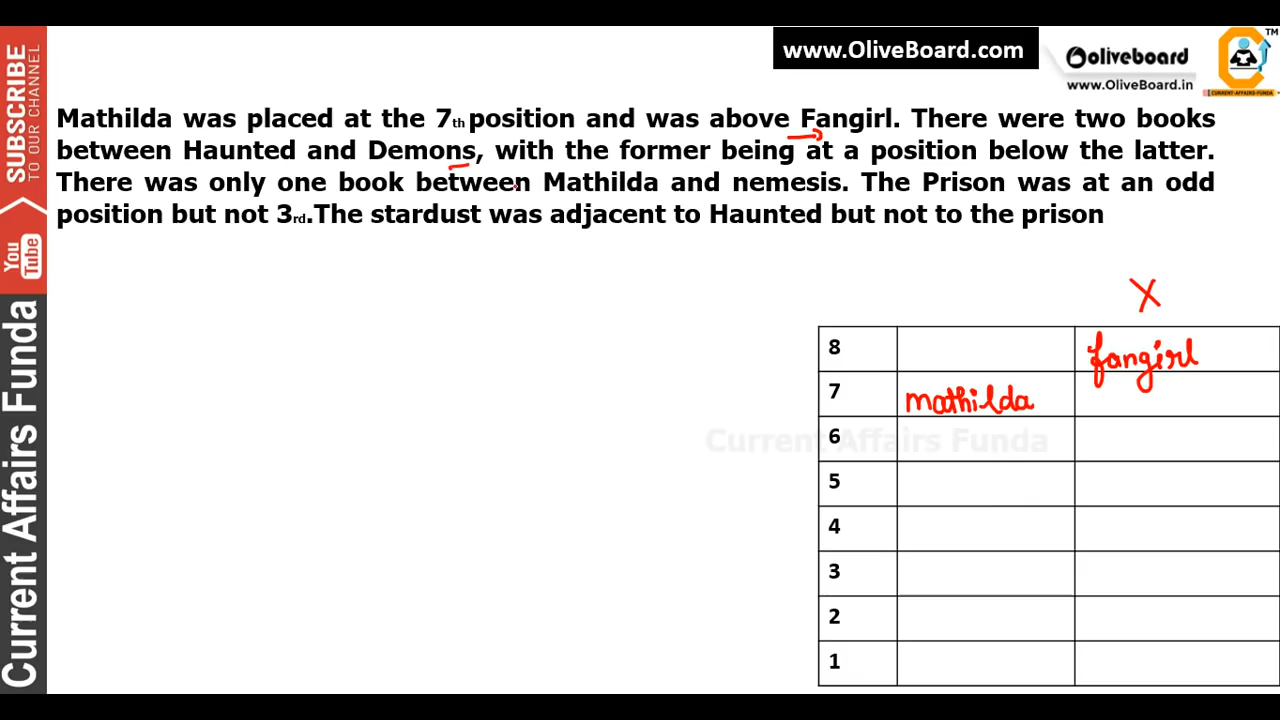 www.OliveBoard.com
oliveboard
www.OliveBoard.in
TM
CURRENT-AFFAIRS-FUNDA
SUBSCRIBE
TO OUR CHANNEL
You
Tube
Current Affairs Funda
Mathilda was placed at the 7th position and was above Fangirl. There were two books
between Haunted and Demons, with the former being at a position below the latter.
There was only one book between Mathilda and nemesis. The Prison was at an odd
position but not 3rd.The stardust was adjacent to Haunted but not to the prison
X
8 fangirl
7 mathilda
6
Current Affairs Funda
5
4
3
2
1